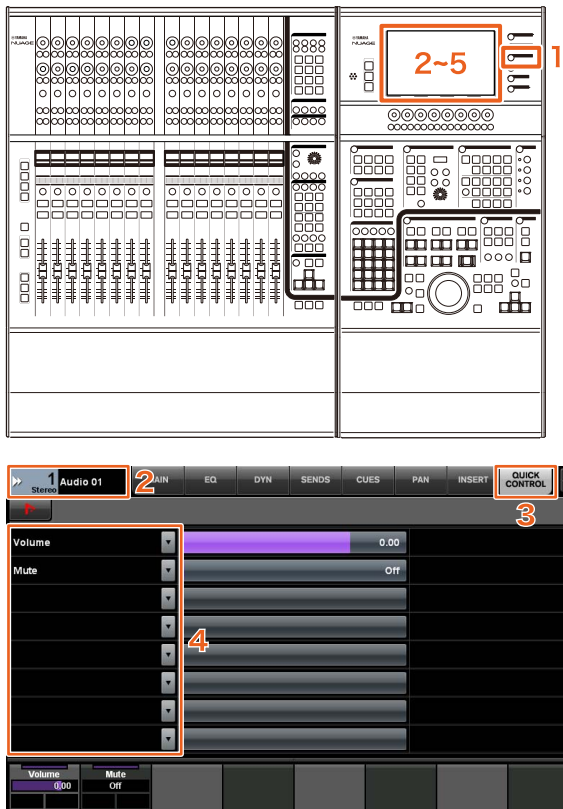 YAMAHA
NUAGE
YAMAHA
NUAGE
1
2~5
1
Stereo
Audio 01
2
AIN
EQ
DYN
SENDS
CUES
PAN
INSERT
QUICK
CONTROL
3
Volume
0.00
Mute
Off
4
Volume
0.00
Mute
Off